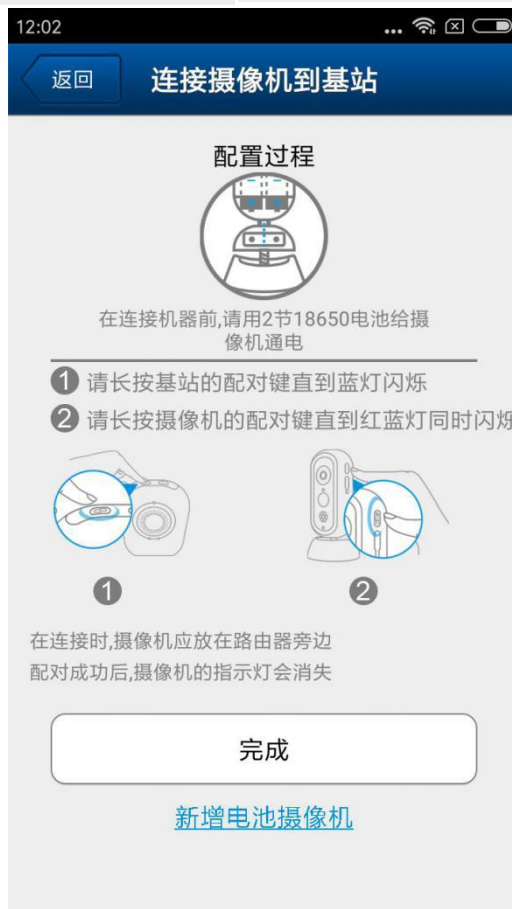 12:02
返回
连接摄像机到基站
配置过程
在连接机器前,请用2节18650电池给摄
像机通电
1 请长按基站的配对键直到蓝灯闪烁
2 请长按摄像机的配对键直到红蓝灯同时闪烁
1 2
在连接时,摄像机应放在路由器旁边
配对成功后,摄像机的指示灯会消失
完成
新增电池摄像机